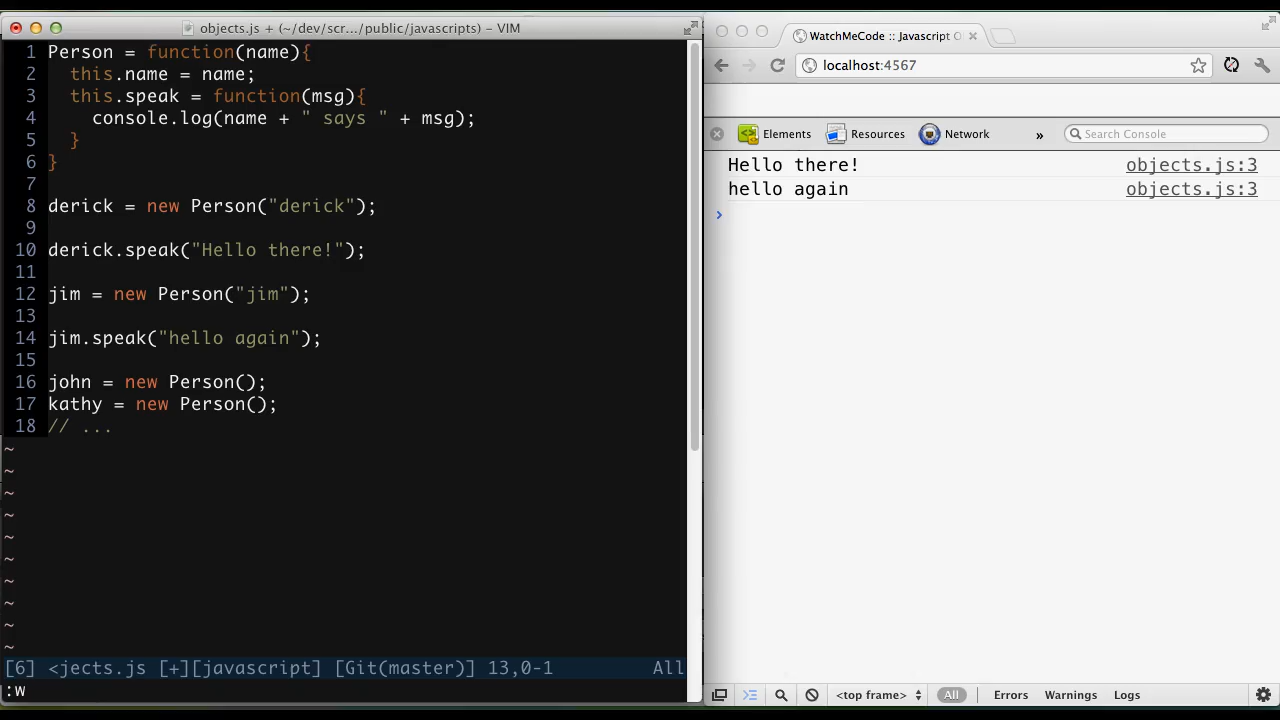 objects.js + (~/dev/scr.../public/javascripts) - VIM
1 Person = function(name){
2   this.name = name;
3   this.speak = function(msg){
4     console.log(name + " says " + msg);
5   }
6 }
7
8 derick = new Person("derick");
9
10 derick.speak("Hello there!");
11
12 jim = new Person("jim");
13
14 jim.speak("hello again");
15
16 john = new Person();
17 kathy = new Person();
18 // ...
~
~
~
~
~
~
~
~
~
~
[6] <jects.js [+][javascript] [Git(master)] 13,0-1 All
:w
WatchMeCode :: Javascript O
localhost:4567
Elements Resources Network » Search Console
Hello there! objects.js:3
hello again objects.js:3
>
<top frame> All Errors Warnings Logs